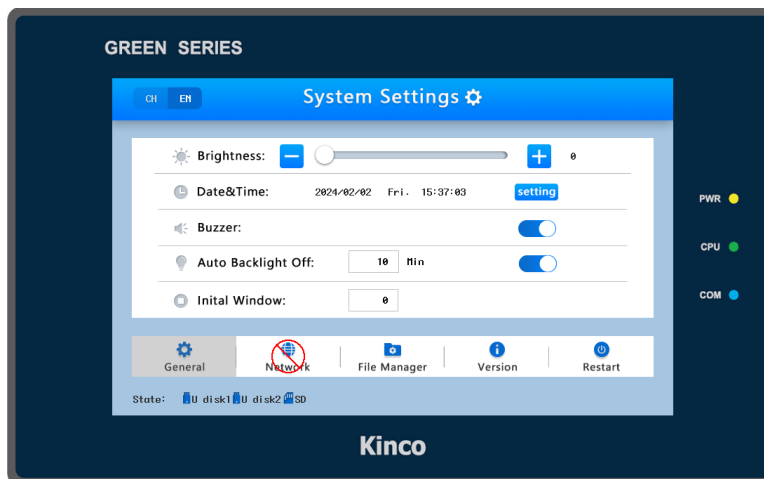 GREEN SERIES
CH EN System Settings
Brightness: 0
Date&Time: 2024/02/02 Fri. 15:37:03 setting
PWR
Buzzer:
CPU
Auto Backlight Off: 10 Min
Inital Window: 0
COM
General Network File Manager Version Restart
State: U disk1 U disk2 SD
Kinco